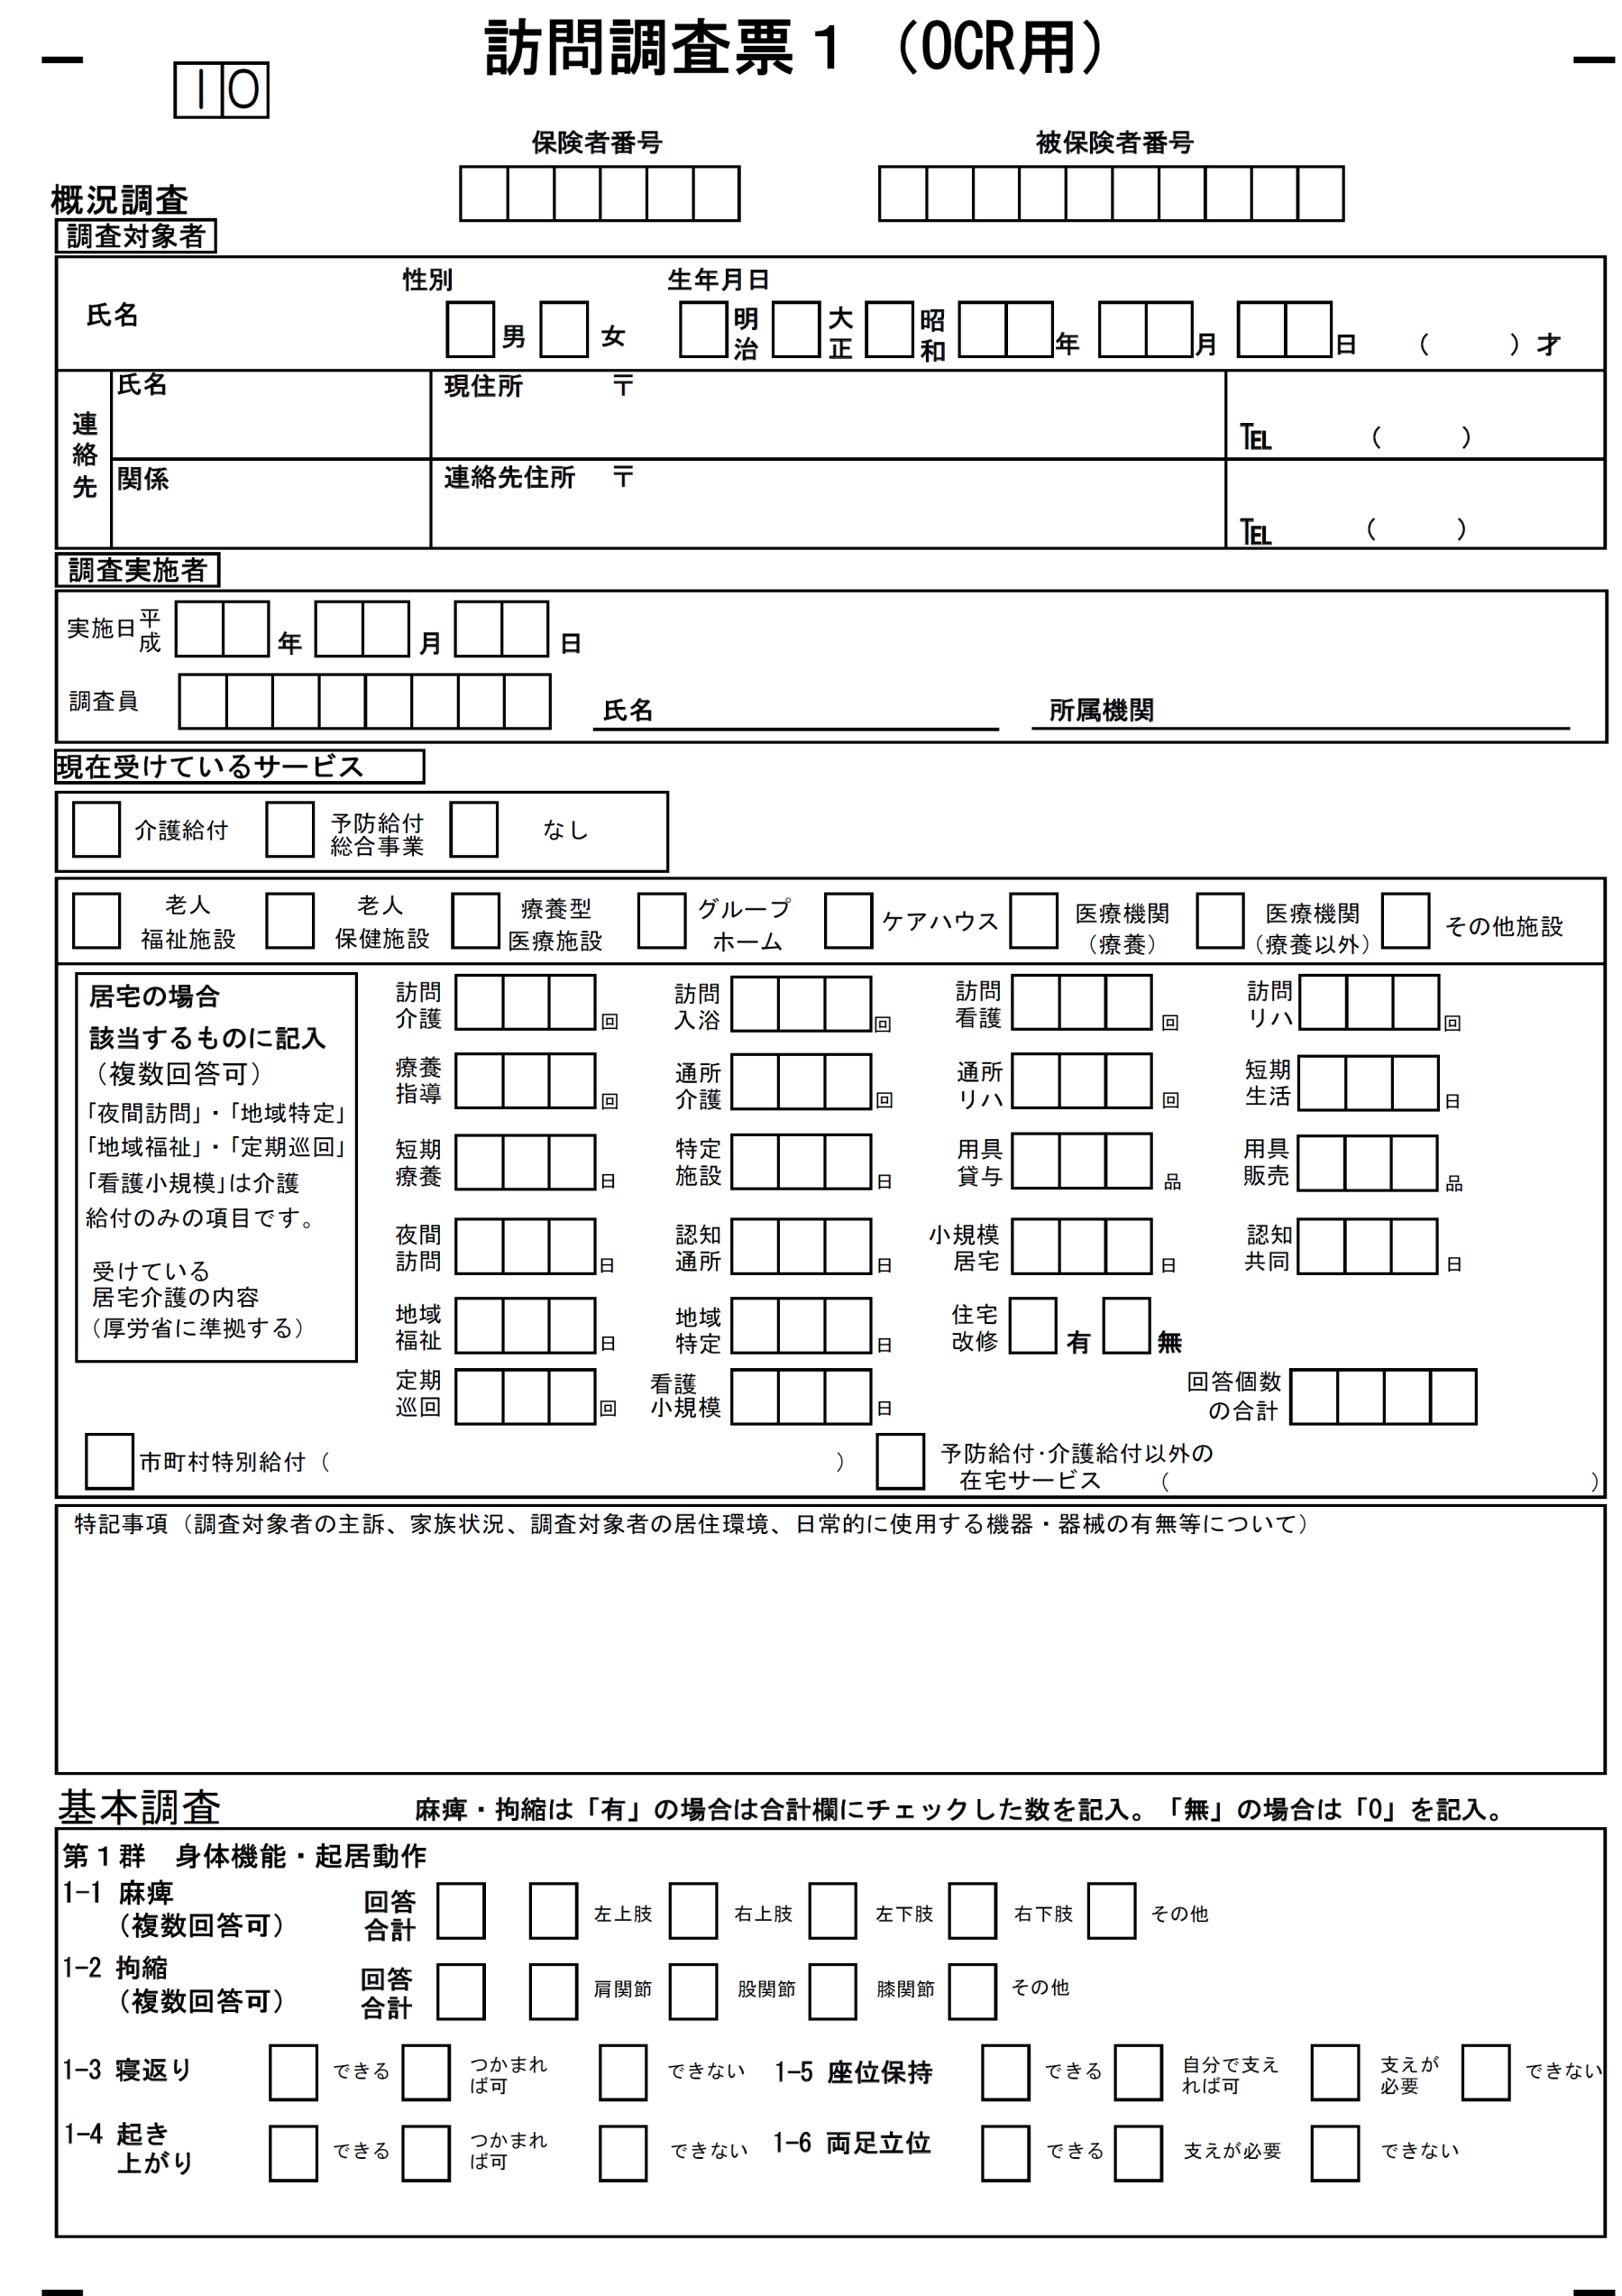 訪問調査票１（OCR用）
10
保険者番号 被保険者番号
概況調査
調査対象者
性別 生年月日
氏名 男 女 明治 大正 昭和 年 月 日 （ ）才
連絡先
氏名 現住所 〒
℡ （ ）
関係 連絡先住所 〒
℡ （ ）
調査実施者
実施日 平成 年 月 日
調査員 氏名 所属機関
現在受けているサービス
介護給付 予防給付 なし
総合事業
老人 老人 療養型 グループ ケアハウス 医療機関 医療機関 その他施設
福祉施設 保健施設 医療施設 ホーム （療養） （療養以外）
居宅の場合
該当するものに記入
（複数回答可）
「夜間訪問」・「地域特定」
「地域福祉」・「定期巡回」
「看護小規模」は介護
給付のみの項目です。
受けている
居宅介護の内容
（厚労省に準拠する）
訪問 訪問 訪問 訪問
介護 回 入浴 回 看護 回 リハ 回
療養 通所 通所 短期
指導 回 介護 回 リハ 回 生活 日
短期 特定 用具 用具
療養 日 施設 日 貸与 品 販売 品
夜間 認知 小規模 認知
訪問 日 通所 日 居宅 日 共同 日
地域 地域 住宅
福祉 日 特定 日 改修 有 無
定期 看護 回答個数
巡回 回 小規模 日 の合計
市町村特別給付（ ） 予防給付・介護給付以外の
在宅サービス （ ）
特記事項（調査対象者の主訴、家族状況、調査対象者の居住環境、日常的に使用する機器・器械の有無等について）
基本調査 麻痺・拘縮は「有」の場合は合計欄にチェックした数を記入。「無」の場合は「0」を記入。
第１群 身体機能・起居動作
1-1 麻痺 回答 左上肢 右上肢 左下肢 右下肢 その他
（複数回答可） 合計
1-2 拘縮 回答 肩関節 股関節 膝関節 その他
（複数回答可） 合計
1-3 寝返り できる つかまれ できない 1-5 座位保持 できる 自分で支え 支えが できない
ば可 れば可 必要
1-4 起き できる つかまれ できない 1-6 両足立位 できる 支えが必要 できない
上がり ば可